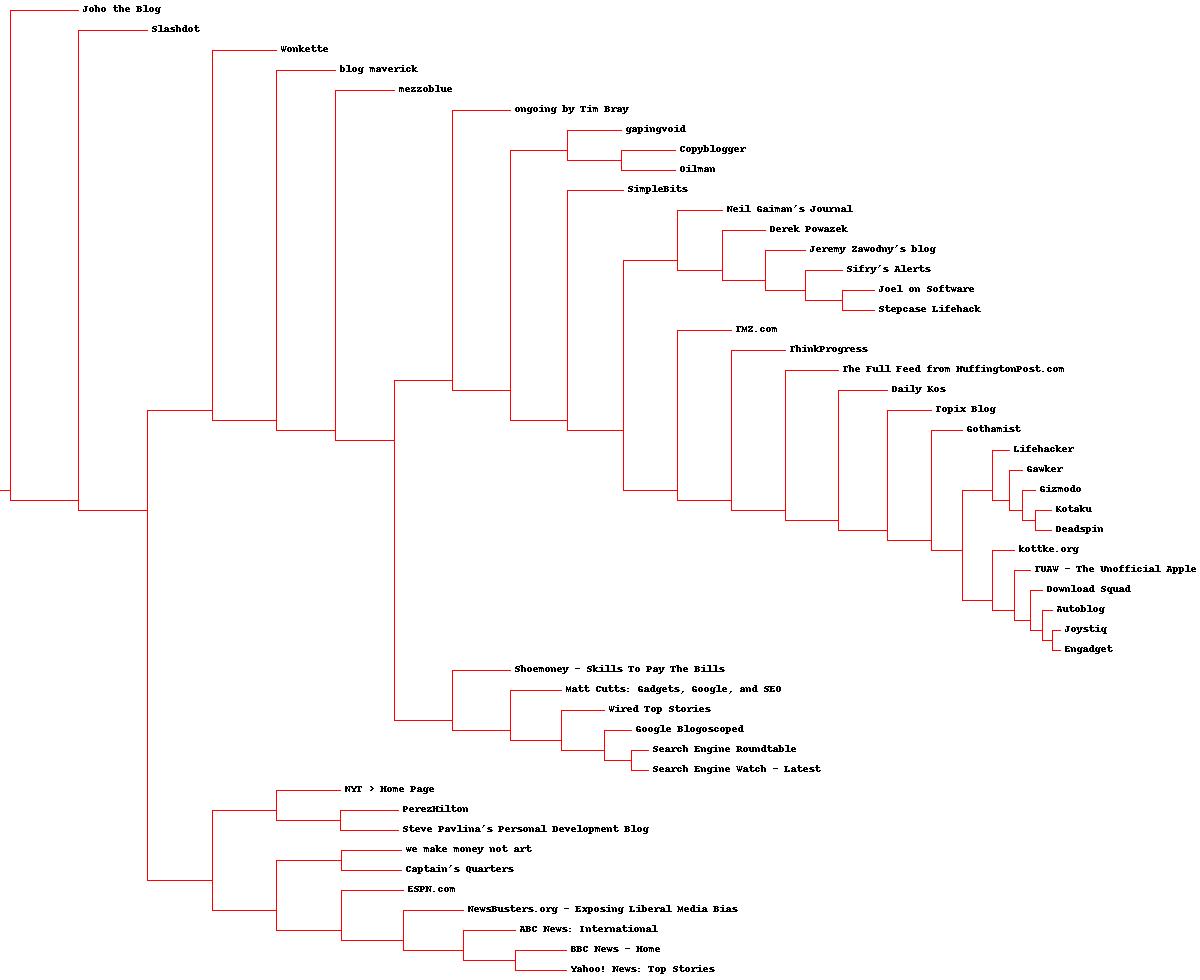 Joho the Blog
Slashdot
Wonkette
blog maverick
mezzoblue
ongoing by Tim Bray
gapingvoid
Copyblogger
Oilman
SimpleBits
Neil Gaiman's Journal
Derek Powazek
Jeremy Zawodny's blog
Sifry's Alerts
Joel on Software
Stepcase Lifehack
TMZ.com
ThinkProgress
The Full Feed from HuffingtonPost.com
Daily Kos
Topix Blog
Gothamist
Lifehacker
Gawker
Gizmodo
Kotaku
Deadspin
kottke.org
TUAW - The Unofficial Apple
Download Squad
Autoblog
Joystiq
Engadget
Shoemoney - Skills To Pay The Bills
Matt Cutts: Gadgets, Google, and SEO
Wired Top Stories
Google Blogoscoped
Search Engine Roundtable
Search Engine Watch - Latest
NYT > Home Page
PerezHilton
Steve Pavlina's Personal Development Blog
we make money not art
Captain's Quarters
ESPN.com
NewsBusters.org - Exposing Liberal Media Bias
ABC News: International
BBC News - Home
Yahoo! News: Top Stories